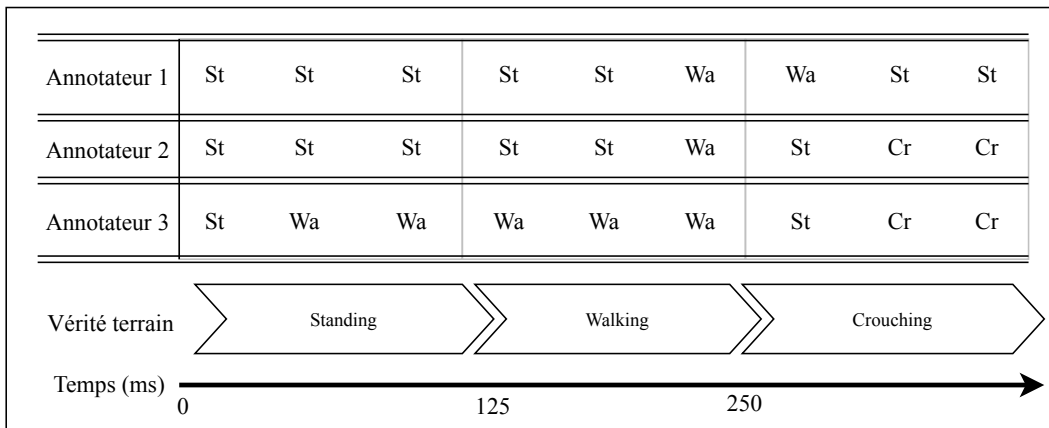 Annotateur 1 St St St St St Wa Wa St St
Annotateur 2 St St St St St Wa St Cr Cr
Annotateur 3 St Wa Wa Wa Wa Wa St Cr Cr
Vérité terrain Standing Walking Crouching
Temps (ms)
0 125 250